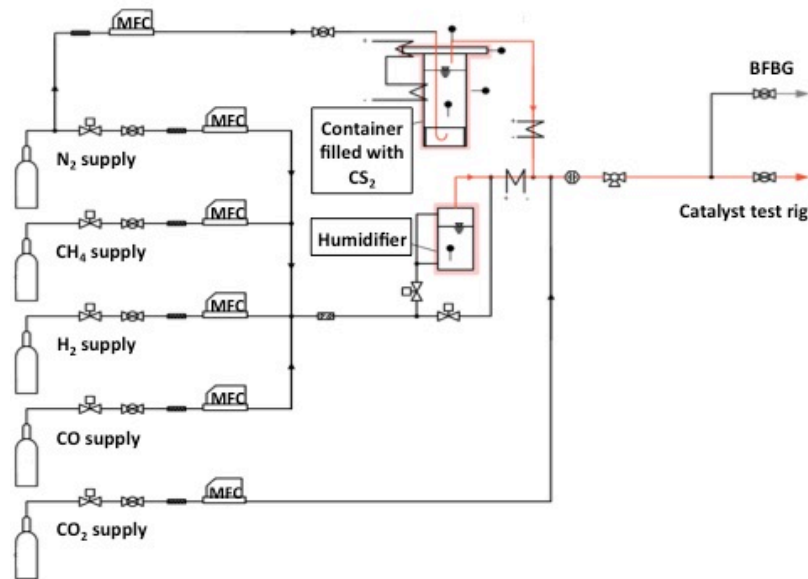 MFC
BFBG
MFC
N2 supply
Container
filled with
CS2
MFC
CH4 supply
Humidifier
Catalyst test rig
MFC
H2 supply
MFC
CO supply
MFC
CO2 supply